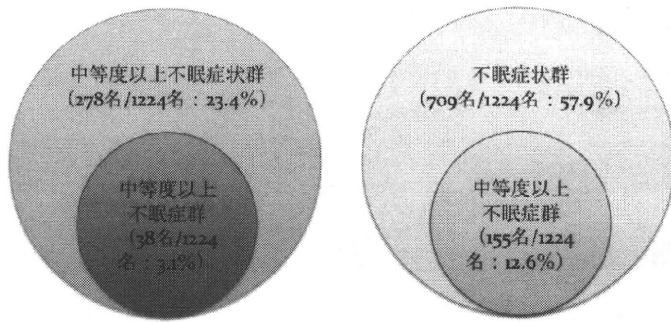 中等度以上不眠症状群
(278名/1224名：23.4%)
中等度以上
不眠症群
(38名/1224
名：3.1%)
不眠症状群
(709名/1224名：57.9%)
中等度以上
不眠症群
(155名/1224
名：12.6%)